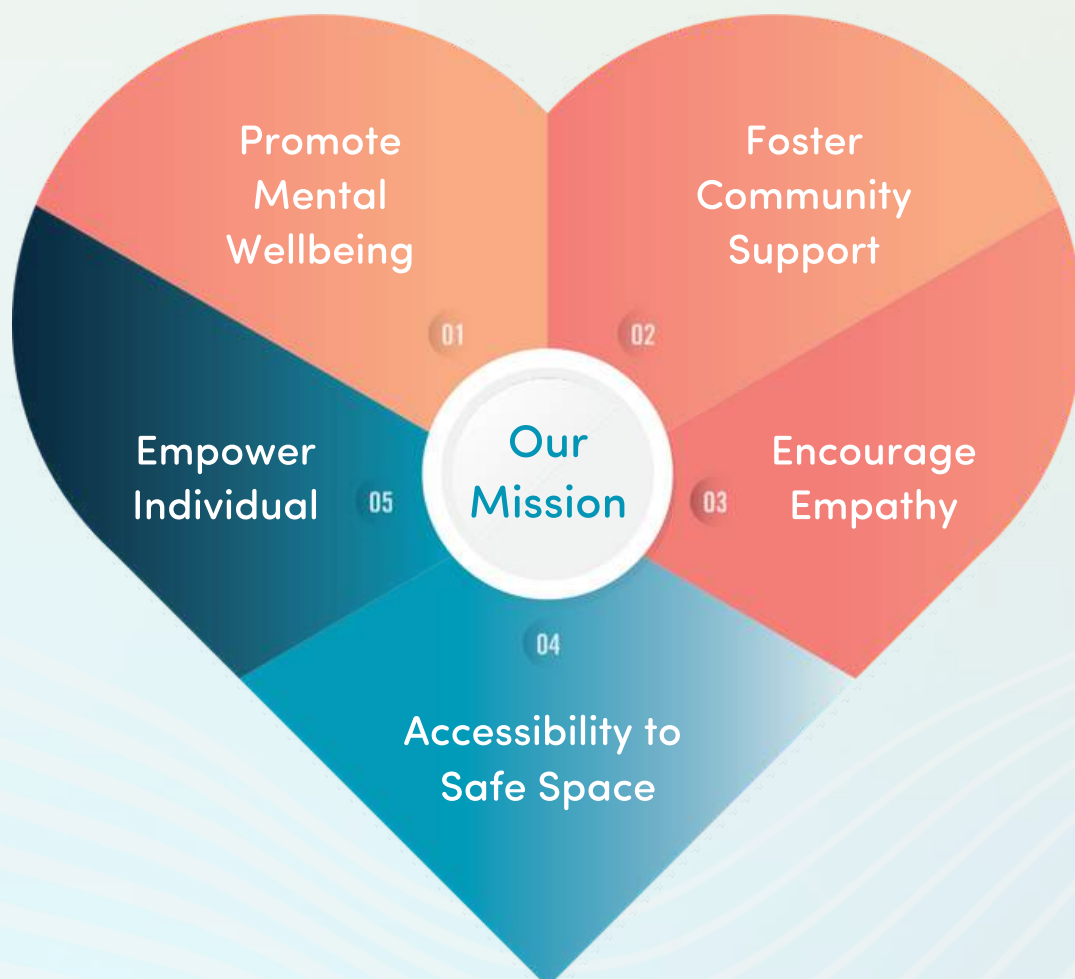 Promote
Mental
Wellbeing
01
Foster
Community
Support
02
Encourage
Empathy
03
Accessibility to
Safe Space
04
Empower
Individual
05
Our
Mission